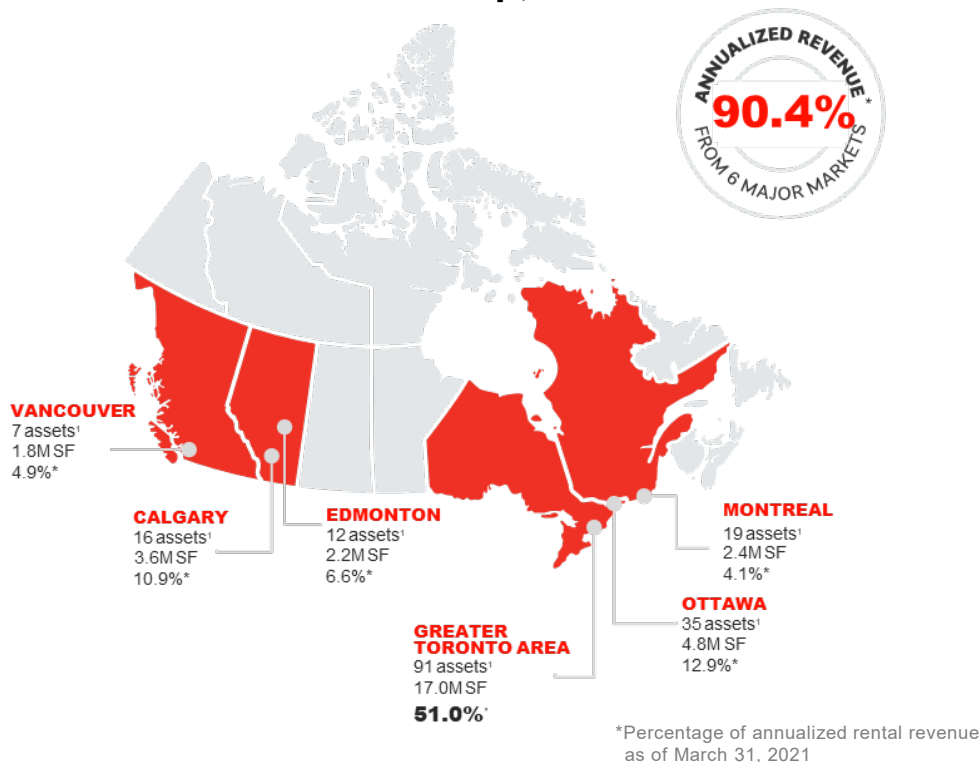 ANNUALIZED REVENUE*
90.4%
FROM 6 MAJOR MARKETS
VANCOUVER
7 assets¹
1.8M SF
4.9%*
CALGARY
16 assets¹
3.6M SF
10.9%*
EDMONTON
12 assets¹
2.2M SF
6.6%*
GREATER
TORONTO AREA
91 assets¹
17.0M SF
51.0%*
MONTREAL
19 assets¹
2.4M SF
4.1%*
OTTAWA
35 assets¹
4.8M SF
12.9%*
*Percentage of annualized rental revenue
as of March 31, 2021